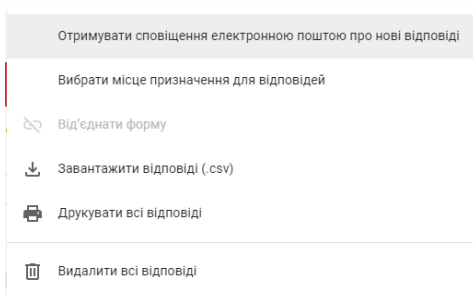 Отримувати сповіщення електронною поштою про нові відповіді
Вибрати місце призначення для відповідей
Від’єднати форму
Завантажити відповіді (.csv)
Друкувати всі відповіді
Видалити всі відповіді